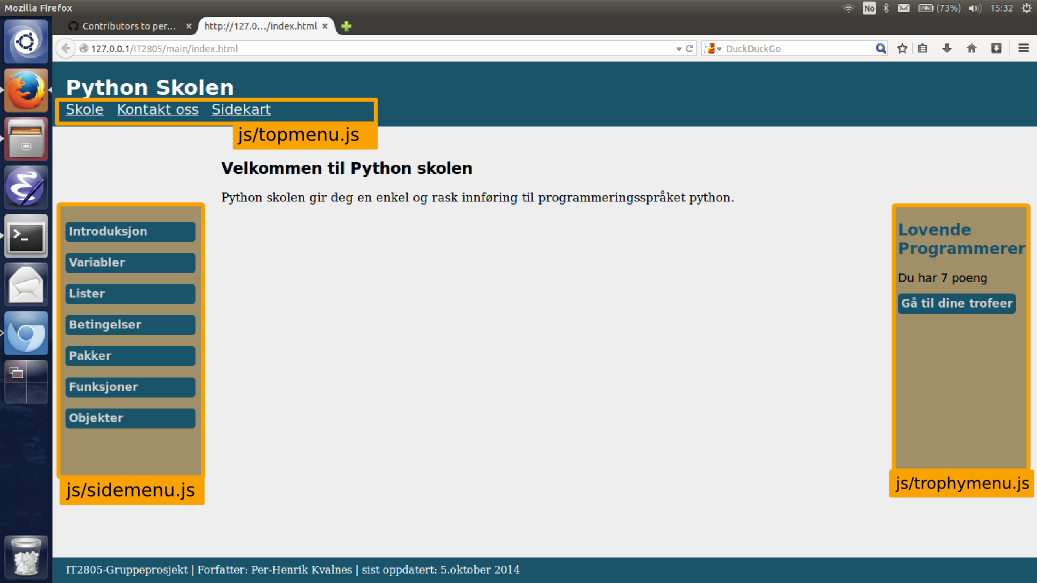 Mozilla Firefox
No
(73%)
15:32
Contributors to per...
http://127.0.../index.html
127.0.0.1/IT2805/main/index.html
DuckDuckGo
Python Skolen
Skole Kontakt oss Sidekart
js/topmenu.js
Velkommen til Python skolen
Python skolen gir deg en enkel og rask innføring til programmeringsspråket python.
Introduksjon
Variabler
Lister
Betingelser
Pakker
Funksjoner
Objekter
js/sidemenu.js
Lovende
Programmerer
Du har 7 poeng
Gå til dine trofeer
js/trophymenu.js
IT2805-Gruppeprosjekt | Forfatter: Per-Henrik Kvalnes | sist oppdatert: 5.oktober 2014